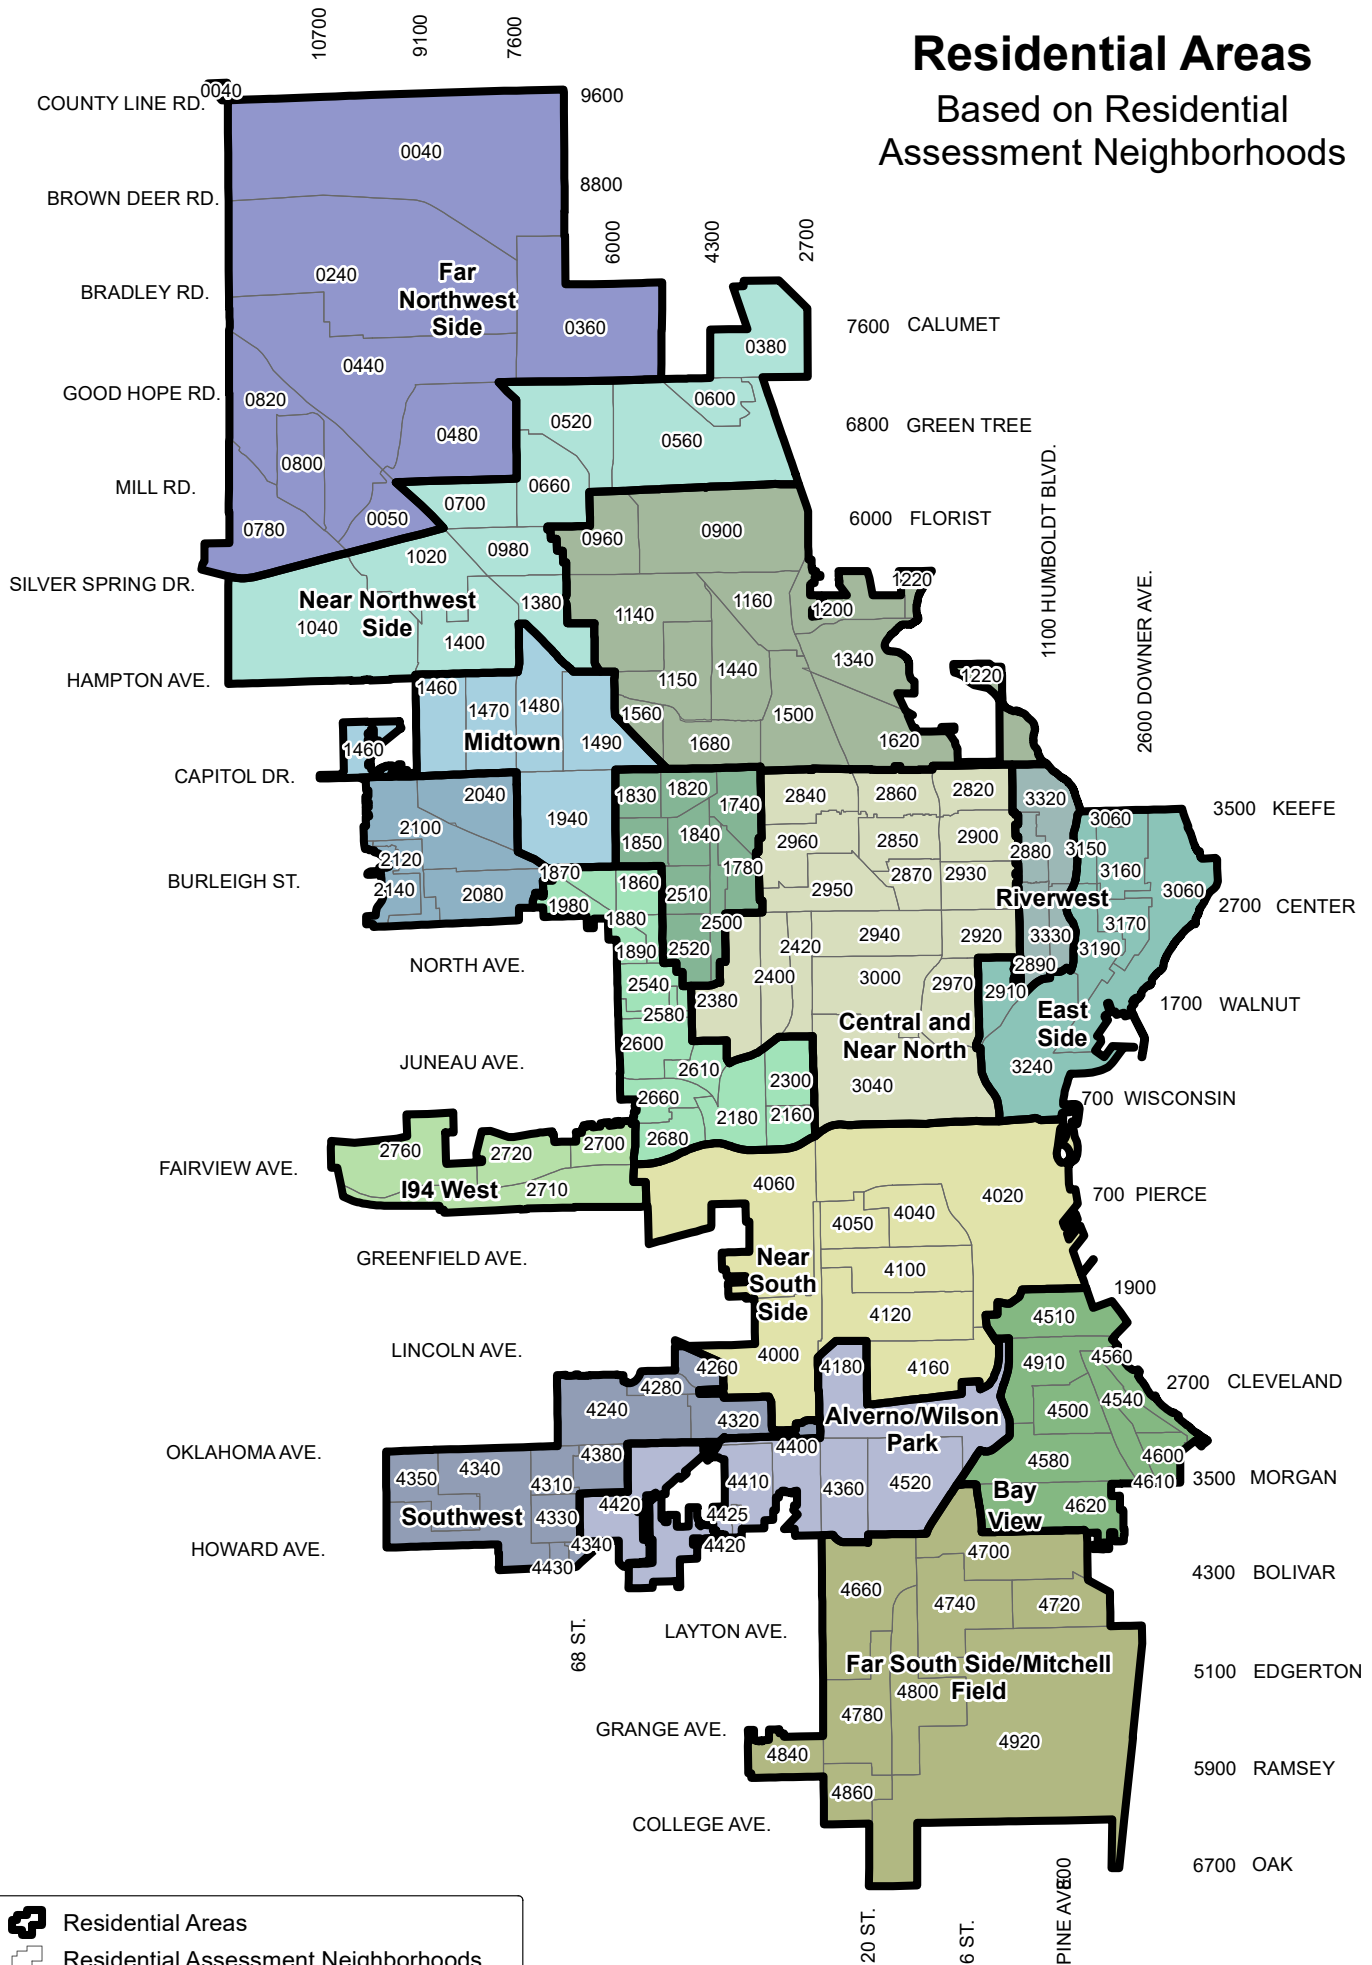 Residential Areas
Based on Residential
Assessment Neighborhoods
10700
9100
7600
COUNTY LINE RD.
0040
9600
0040
BROWN DEER RD.
8800
6000
4300
2700
0240
Far
Northwest
Side
BRADLEY RD.
0360
7600 CALUMET
0380
0440
GOOD HOPE RD.
0820
0600
0520
6800 GREEN TREE
0480
0560
0800
1100 HUMBOLDT BLVD.
MILL RD.
0660
0700
0050
0780
6000 FLORIST
0960
0900
1020
0980
SILVER SPRING DR.
1220
Near Northwest
Side
1380
1160
1200
1140
1040
1400
2600 DOWNER AVE.
1340
HAMPTON AVE.
1440
1220
1150
1460
1470
1480
1560
1500
Midtown
1490
1680
1620
1460
CAPITOL DR.
2040
1830
1820
1740
2840
2860
2820
3320
3500 KEEFE
1940
2100
1840
1850
2960
2850
2900
2880
3150
3060
2120
1870
1780
3160
BURLEIGH ST.
2140
2080
1860
2510
2950
2870
2930
3060
Riverwest
1980
1880
2500
2700 CENTER
3170
NORTH AVE.
1890
2520
2420
2940
2920
3330
3190
2540
2400
3000
2970
2890
2910
2380
2580
Central and
Near North
East
Side
1700 WALNUT
JUNEAU AVE.
2600
2610
2300
3040
3240
2660
2180
2160
700 WISCONSIN
2680
2760
2720
2700
FAIRVIEW AVE.
I94 West
2710
4060
4020
700 PIERCE
4050
4040
GREENFIELD AVE.
Near
South
Side
4100
1900
4120
4510
LINCOLN AVE.
4000
4180
4160
4910
4560
4260
4280
2700 CLEVELAND
4240
4320
Alverno/Wilson
Park
4500
4540
OKLAHOMA AVE.
4380
4400
4580
4600
4350
4340
4310
4410
4360
4520
4610
3500 MORGAN
Southwest
4330
4420
4425
Bay
View
4620
HOWARD AVE.
4340
4420
4430
4700
4300 BOLIVAR
4660
4740
4720
68 ST.
LAYTON AVE.
Far South Side/Mitchell
Field
5100 EDGERTON
4800
4780
GRANGE AVE.
4840
4920
5900 RAMSEY
4860
COLLEGE AVE.
6700 OAK
20 ST.
6 ST.
PINE AVE.
800
Residential Areas
Residential Assessment Neighborhoods